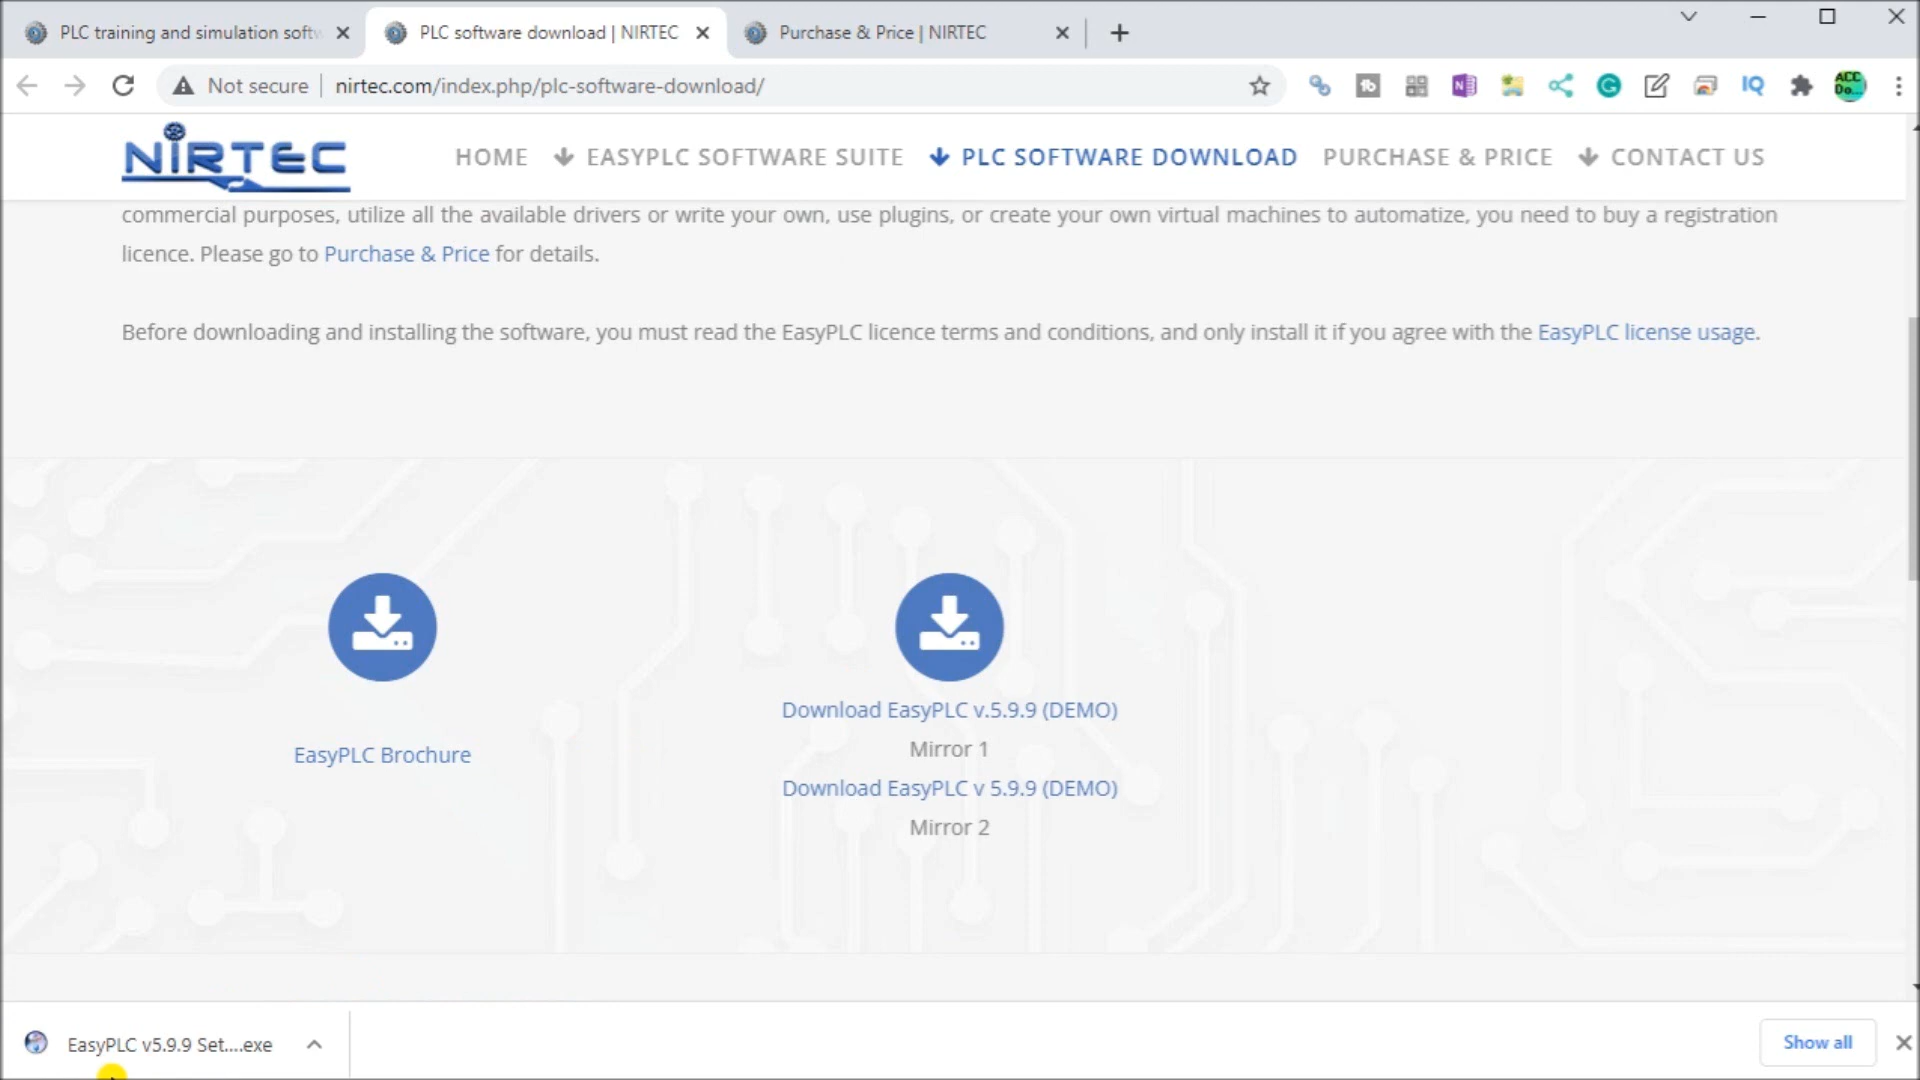 PLC training and simulation softw
PLC software download | NIRTEC
Purchase & Price | NIRTEC
Not secure
nirtec.com/index.php/plc-software-download/
tb
N
G
IQ
ACC
Do...
NIRTEC
HOME
EASYPLC SOFTWARE SUITE
PLC SOFTWARE DOWNLOAD
PURCHASE & PRICE
CONTACT US
commercial purposes, utilize all the available drivers or write your own, use plugins, or create your own virtual machines to automatize, you need to buy a registration
licence. Please go to Purchase & Price for details.
Before downloading and installing the software, you must read the EasyPLC licence terms and conditions, and only install it if you agree with the EasyPLC license usage.
EasyPLC Brochure
Download EasyPLC v.5.9.9 (DEMO)
Mirror 1
Download EasyPLC v 5.9.9 (DEMO)
Mirror 2
EasyPLC v5.9.9 Set....exe
Show all